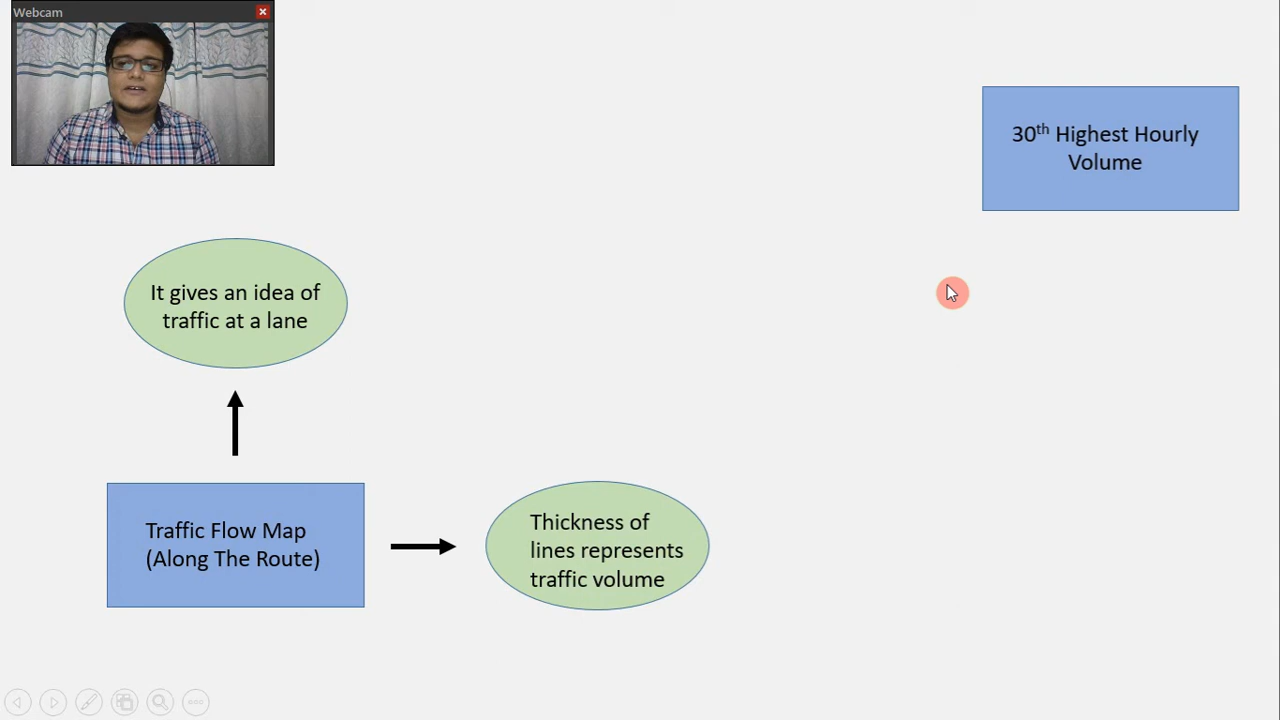 Webcam
30th Highest Hourly
Volume
It gives an idea of
traffic at a lane
Traffic Flow Map
(Along The Route)
Thickness of
lines represents
traffic volume